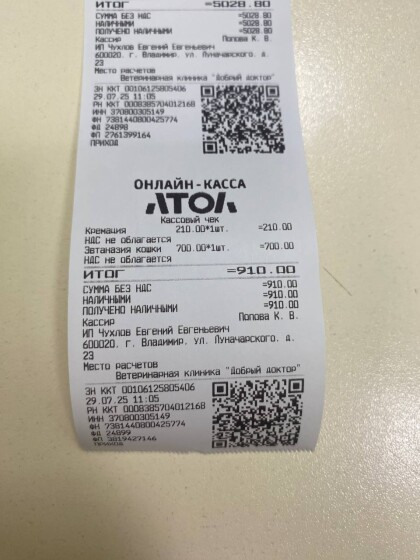 ИТОГ =5028.80
СУММА БЕЗ НДС =5028.80
НАЛИЧНЫМИ =5028.80
ПОЛУЧЕНО НАЛИЧНЫМИ =5028.80
Кассир Попова К. В.
ИП Чухлов Евгений Евгеньевич
600020. г. Владимир. ул. Луначарского. д.
23
Место расчетов
Ветеринарная клиника "Добрый доктор"
ЗН ККТ 00106125805406
29.07.25 11:05
РН ККТ 0008385704012168
ИНН 370800305149
ФН 7381440800425774
ФД 24898
ФП 2761399164
ПРИХОД
ОНЛАЙН-КАССА
АТОЛ
Кассовый чек
Кремация 210.00*1шт. =210.00
НДС не облагается
Эвтаназия кошки 700.00*1шт. =700.00
НДС не облагается
ИТОГ =910.00
СУММА БЕЗ НДС =910.00
НАЛИЧНЫМИ =910.00
ПОЛУЧЕНО НАЛИЧНЫМИ =910.00
Кассир Попова К. В.
ИП Чухлов Евгений Евгеньевич
600020. г. Владимир. ул. Луначарского. д.
23
Место расчетов
Ветеринарная клиника "Добрый доктор"
ЗН ККТ 00106125805406
29.07.25 11:05
РН ККТ 0008385704012168
ИНН 370800305149
ФН 7381440800425774
ФД 24899
ФП 3819427146
ПРИХОД